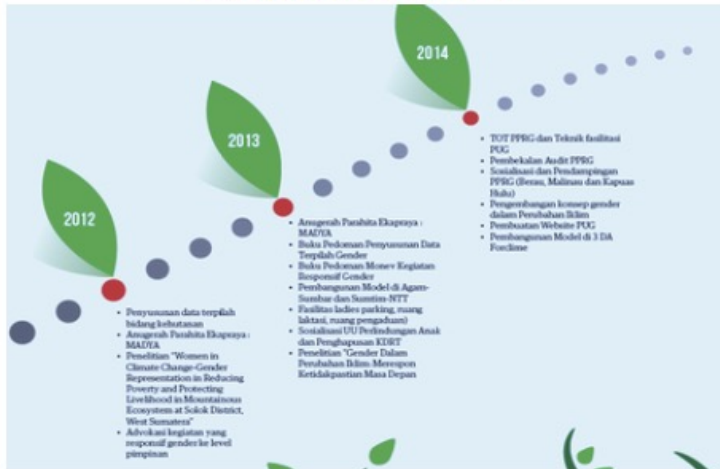 2012
• Penyusunan data terpilah
bidang kehutanan
• Anugerah Parahita Ekapraya :
MADYA
• Penelitian "Women in
Climate Change-Gender
Representation in Reducing
Poverty and Protecting
Livelihood in Mountainous
Ecosystem at Solok District,
West Sumatera"
• Advokasi kegiatan yang
responsif gender ke level
pimpinan
2013
• Anugerah Parahita Ekapraya :
MADYA
• Buku Pedoman Penyusunan Data
Terpilah Gender
• Buku Pedoman Monev Kegiatan
Responsif Gender
• Pembangunan Model di Agam-
Sumbar dan Sumtim-NTT
• Fasilitas ladies parking, ruang
laktasi, ruang pengaduan)
• Sosialisasi UU Perlindungan Anak
dan Penghapusan KDRT
• Penelitian "Gender Dalam
Perubahan Iklim: Merespon
Ketidakpastian Masa Depan
2014
• TOT PPRG dan Teknik fasilitasi
PUG
• Pembekalan Audit PPRG
• Sosialisasi dan Pendampingan
PPRG (Berau, Malinau dan Kapuas
Hulu)
• Pengembangan konsep gender
dalam Perubahan Iklim
• Pembuatan Website PUG
• Pembangunan Model di 3 DA
Forclime